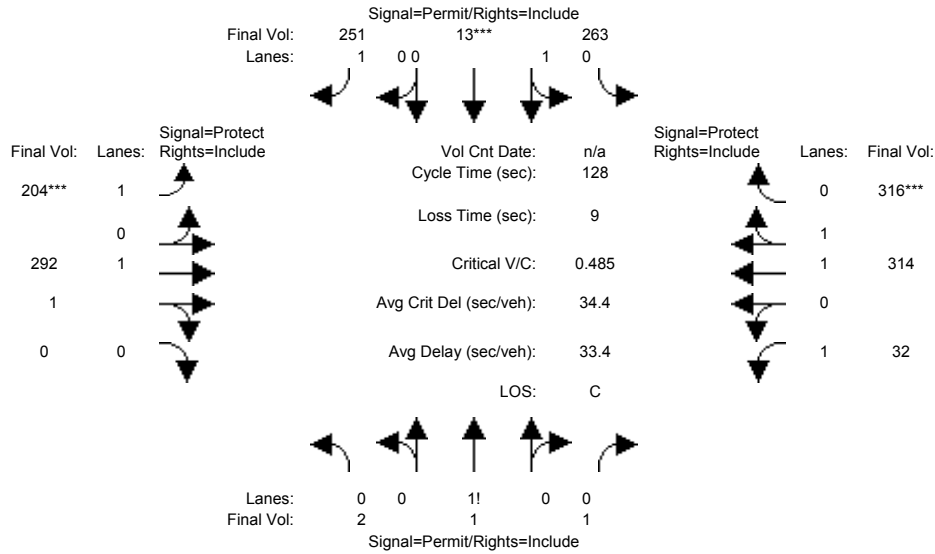 Signal=Permit/Rights=Include
Final Vol: 251 13*** 263
Lanes: 1 0 0 1 0
Signal=Protect
Final Vol: Lanes: Rights=Include
Vol Cnt Date: n/a
Signal=Protect
Rights=Include Lanes: Final Vol:
Cycle Time (sec): 128
204*** 1
0 316***
Loss Time (sec): 9
0
1
292 1
Critical V/C: 0.485
1 314
1
Avg Crit Del (sec/veh): 34.4
0
0 0
Avg Delay (sec/veh): 33.4
1 32
LOS: C
Lanes: 0 0 1! 0 0
Final Vol: 2 1 1
Signal=Permit/Rights=Include